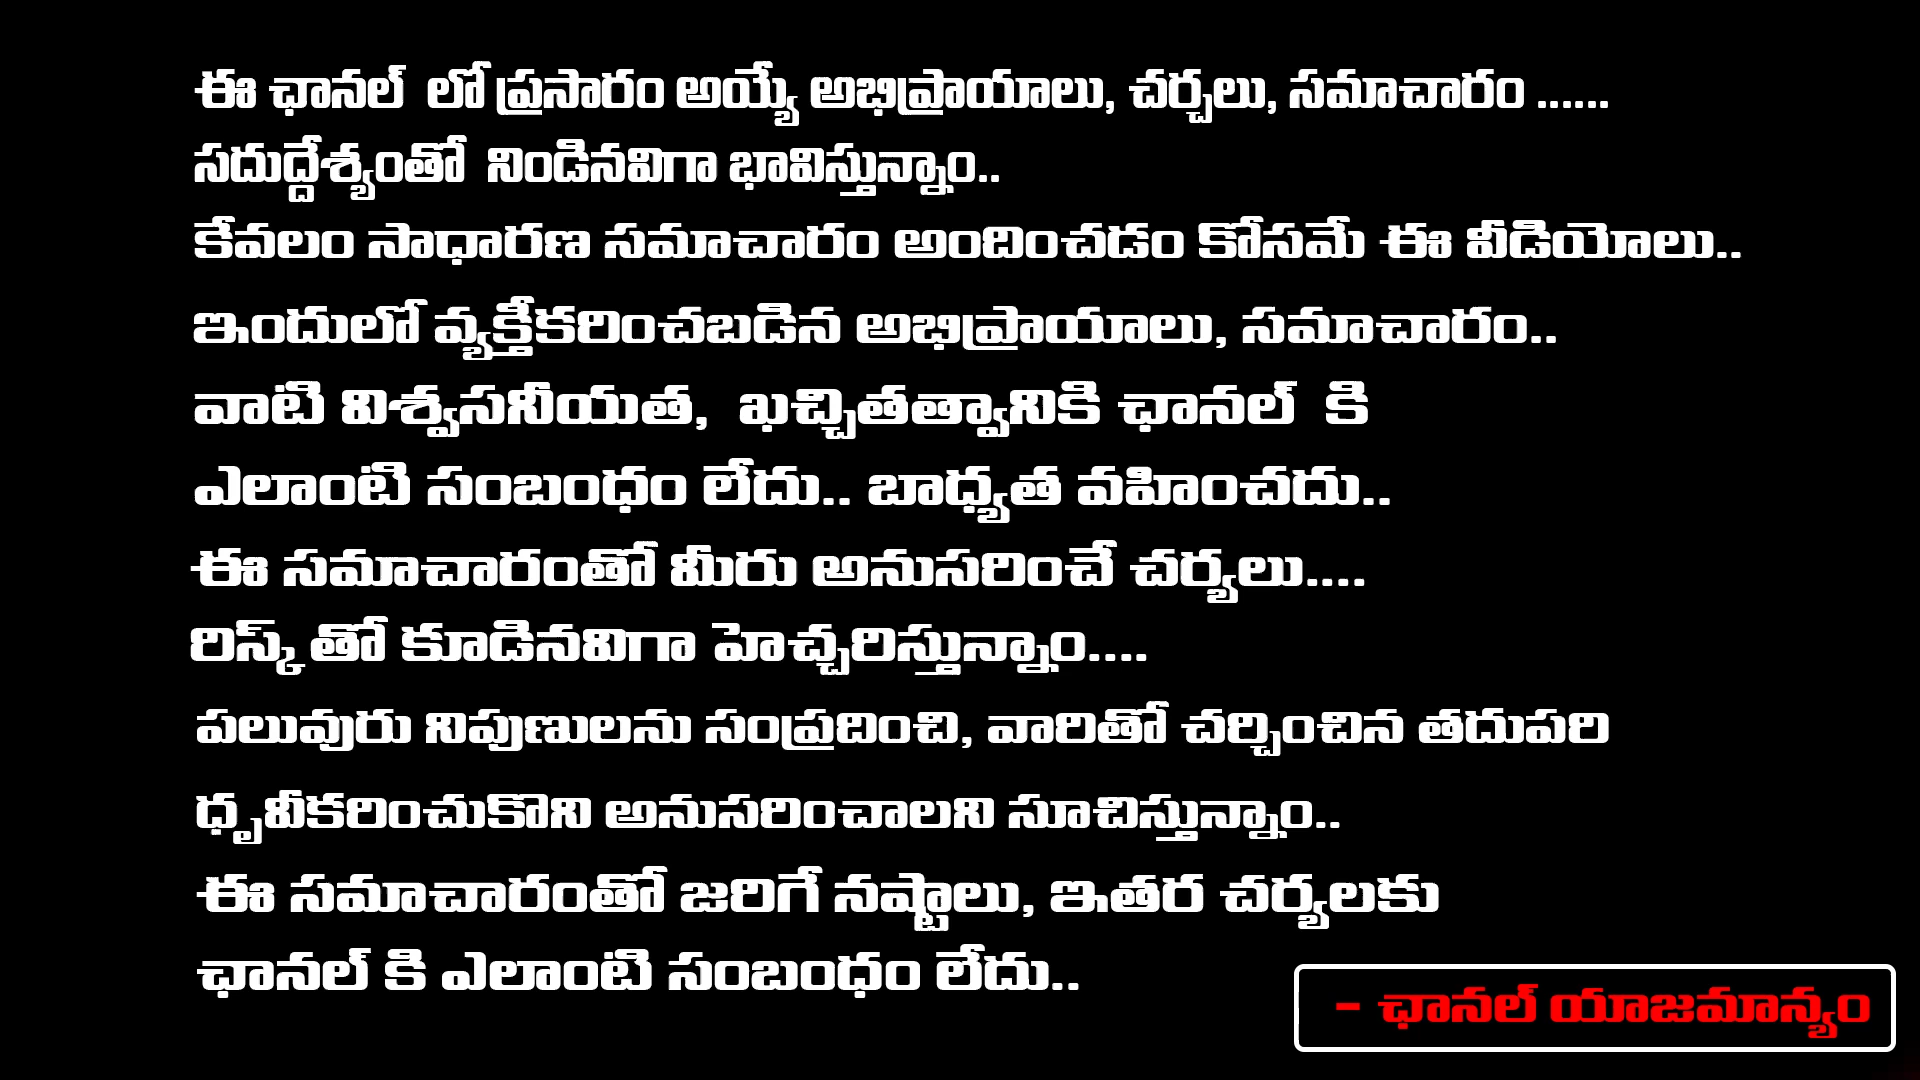 ఈ ఛానల్ లో ప్రసారం అయ్యే అభిప్రాయాలు, చర్చలు, సమాచారం ......
సదుద్దేశ్యంతో నిండినవిగా భావిస్తున్నాం..
కేవలం సాధారణ సమాచారం అందించడం కోసమే ఈ వీడియోలు..
ఇందులో వ్యక్తీకరించబడిన అభిప్రాయాలు, సమాచారం..
వాటి విశ్వసనీయత, ఖచ్చితత్వానికి ఛానల్ కి
ఎలాంటి సంబంధం లేదు.. బాధ్యత వహించదు..
ఈ సమాచారంతో మీరు అనుసరించే చర్యలు....
రిస్క్ తో కూడినవిగా హెచ్చరిస్తున్నాం....
పలువురు నిపుణులను సంప్రదించి, వారితో చర్చించిన తదుపరి
ధృవీకరించుకొని అనుసరించాలని సూచిస్తున్నాం..
ఈ సమాచారంతో జరిగే నష్టాలు, ఇతర చర్యలకు
ఛానల్ కి ఎలాంటి సంబంధం లేదు..
- ఛానల్ యాజమాన్యం